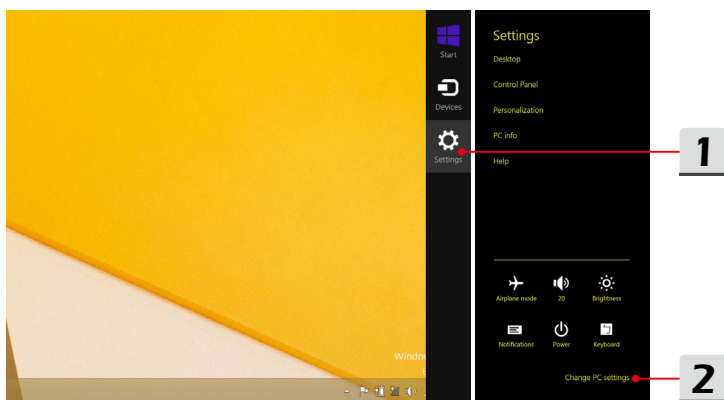 Start
Devices
Settings
Settings
Desktop
Control Panel
Personalization
PC info
Help
Airplane mode
20
Brightness
Notifications
Power
Keyboard
Change PC settings
1
2